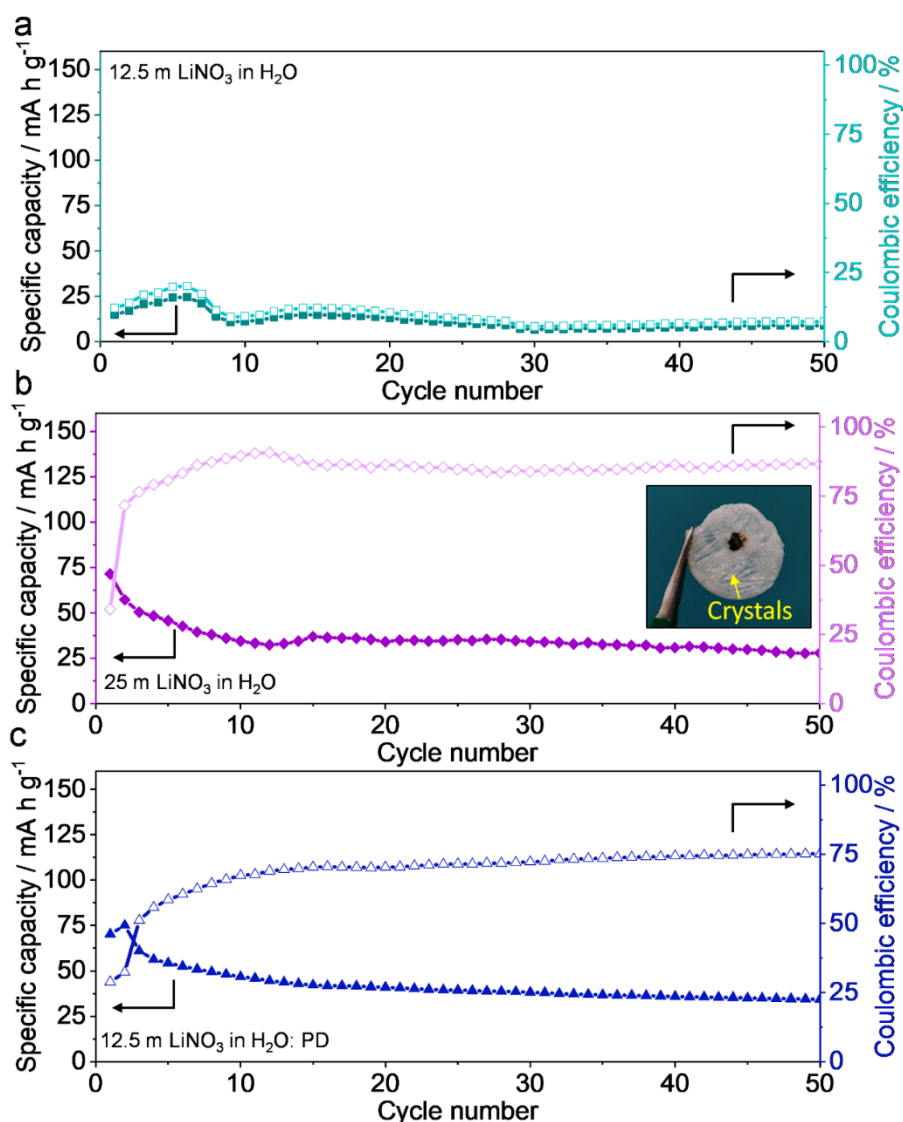 a
12.5 m LiNO₃ in H₂O
Specific capacity / mA h g⁻¹
150
125
100
75
50
25
0
Coulombic efficiency / %
100
75
50
25
0
0 10 20 30 40 50
Cycle number
b
Specific capacity / mA h g⁻¹
150
125
100
75
50
25
0
Coulombic efficiency / %
100
75
50
25
0
Crystals
25 m LiNO₃ in H₂O
0 10 20 30 40 50
Cycle number
c
Specific capacity / mA h g⁻¹
150
125
100
75
50
25
0
Coulombic efficiency / %
100
75
50
25
0
12.5 m LiNO₃ in H₂O: PD
0 10 20 30 40 50
Cycle number